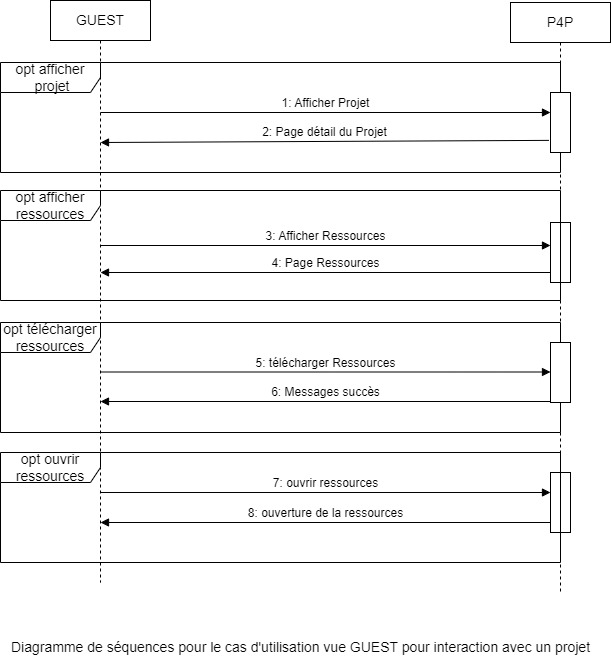 GUEST
P4P
opt afficher
projet
1: Afficher Projet
2: Page détail du Projet
opt afficher
ressources
3: Afficher Ressources
4: Page Ressources
opt télécharger
ressources
5: télécharger Ressources
6: Messages succès
opt ouvrir
ressources
7: ouvrir ressources
8: ouverture de la ressources
Diagramme de séquences pour le cas d'utilisation vue GUEST pour interaction avec un projet